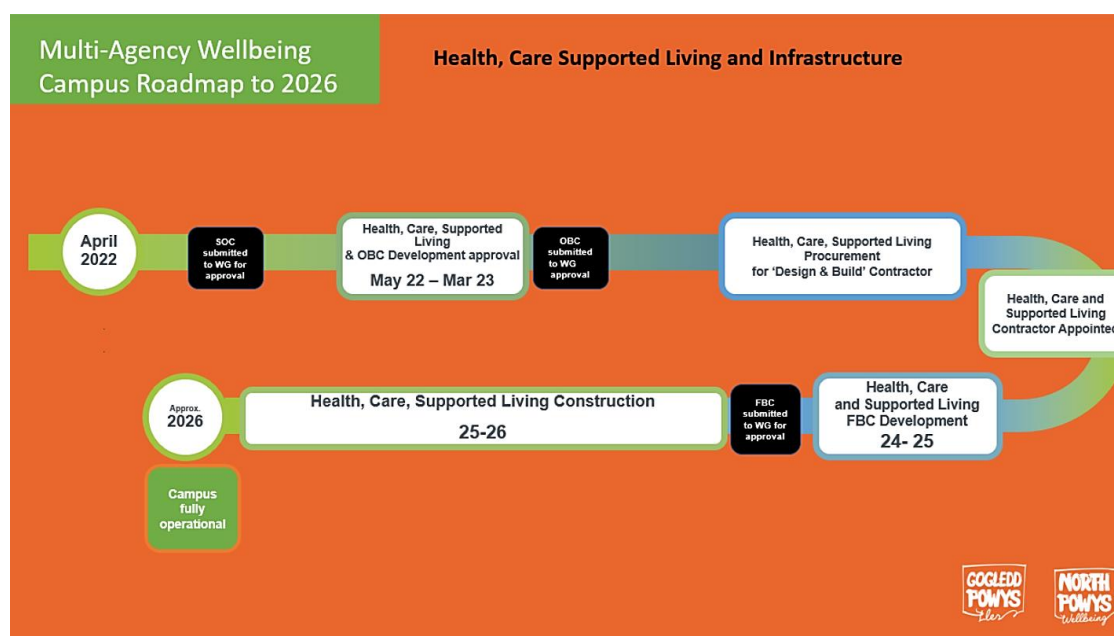 Multi-Agency Wellbeing
Campus Roadmap to 2026
Health, Care Supported Living and Infrastructure
April
2022
SOC
submitted
to WG for
approval
Health, Care, Supported
Living
& OBC Development approval
May 22 – Mar 23
OBC
submitted
to WG
approval
Health, Care, Supported Living
Procurement
for ‘Design & Build’ Contractor
Health, Care and
Supported Living
Contractor Appointed
Health, Care
and Supported Living
FBC Development
24- 25
FBC
submitted
to WG for
approval
Health, Care, Supported Living Construction
25-26
Approx.
2026
Campus
fully
operational
GOGLEDD
POWYS
Iles
NORTH
POWYS
Wellbeing